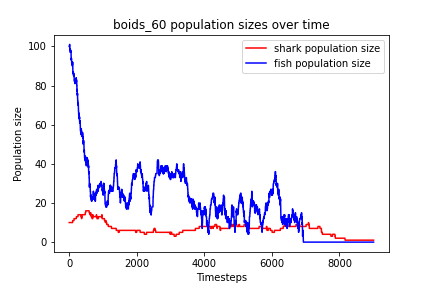 boids_60 population sizes over time
shark population size
fish population size
Population size
100
80
60
40
20
0
0 2000 4000 6000 8000
Timesteps